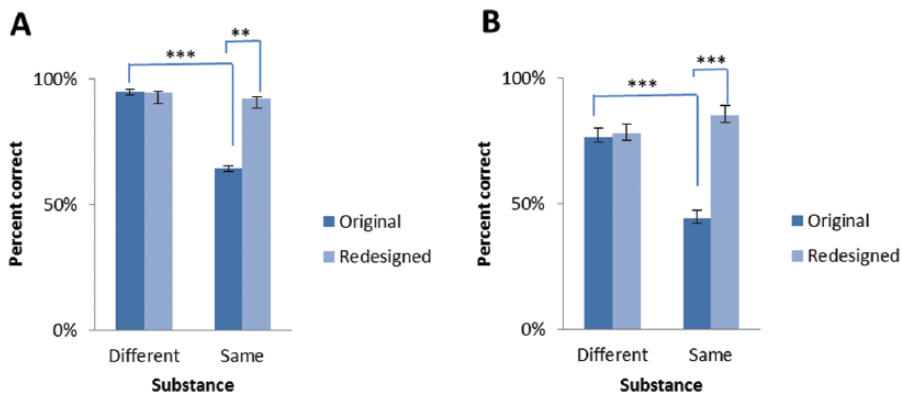 A
Percent correct
100%
50%
0%
***
**
Different
Same
Substance
Original
Redesigned
B
Percent correct
100%
50%
0%
***
***
Different
Same
Substance
Original
Redesigned